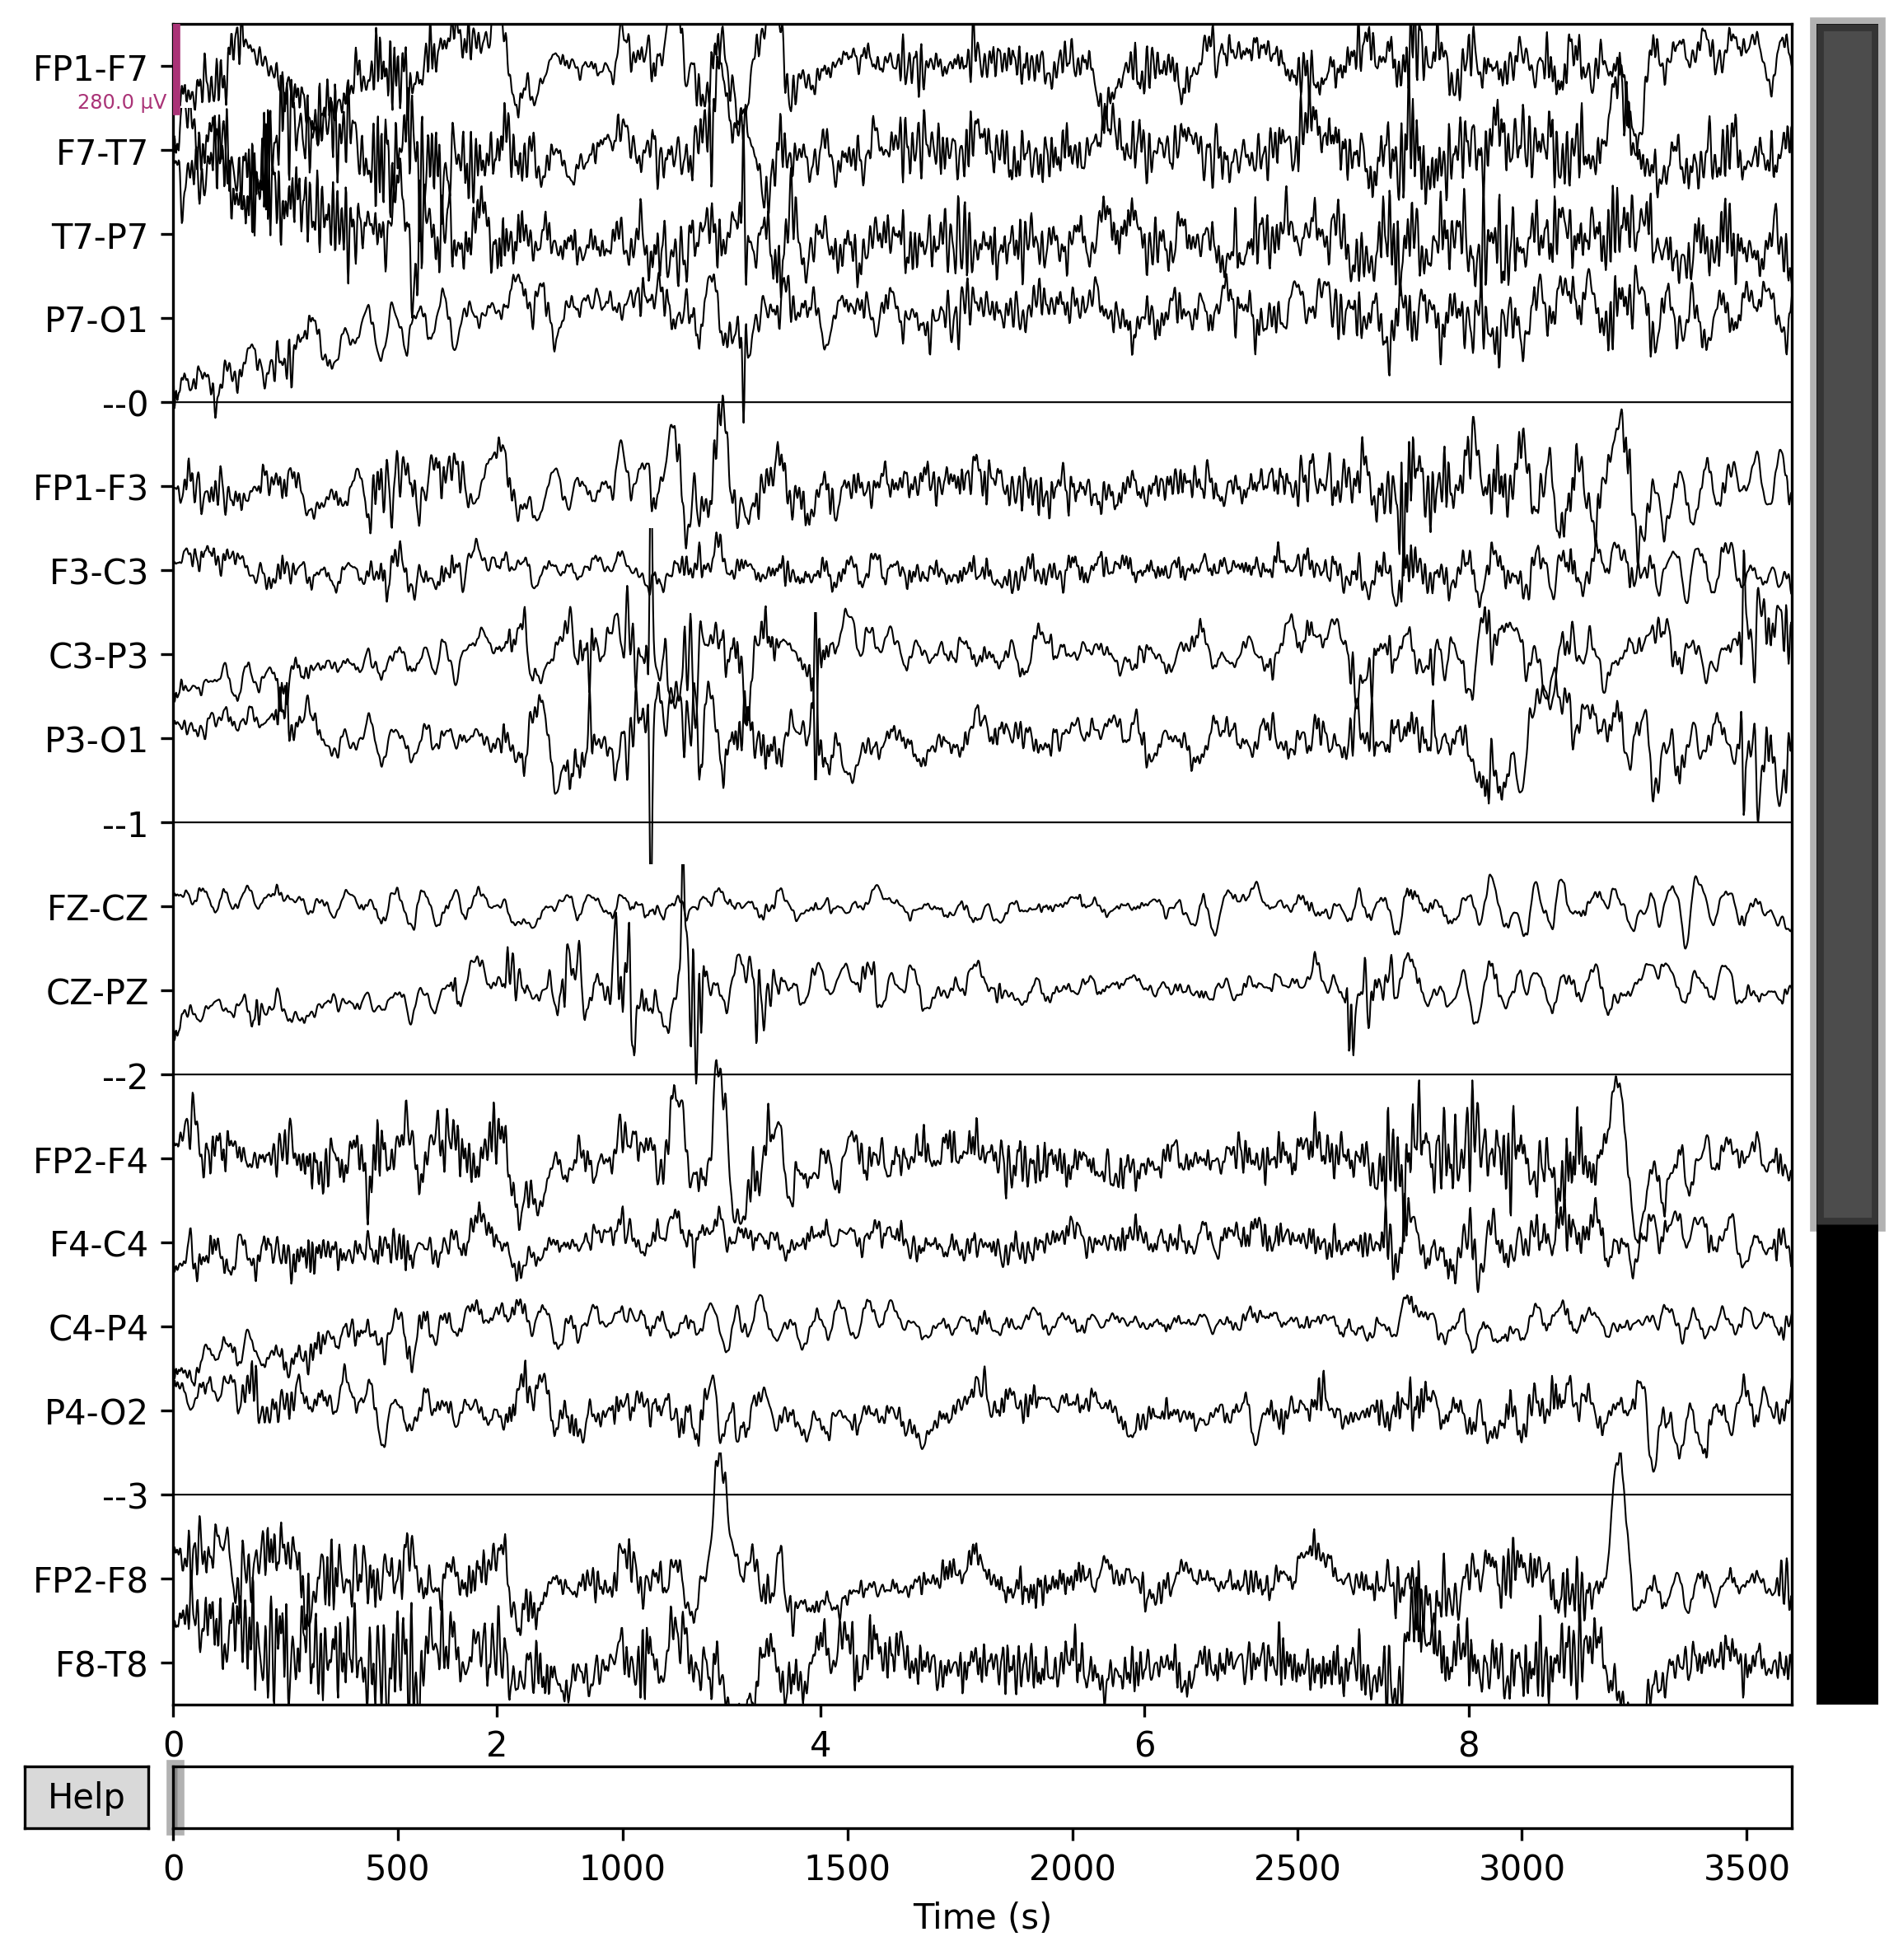 FP1-F7
280.0 µV
F7-T7
T7-P7
P7-O1
--0
FP1-F3
F3-C3
C3-P3
P3-O1
--1
FZ-CZ
CZ-PZ
--2
FP2-F4
F4-C4
C4-P4
P4-O2
--3
FP2-F8
F8-T8
0 2 4 6 8
Help
0 500 1000 1500 2000 2500 3000 3500
Time (s)